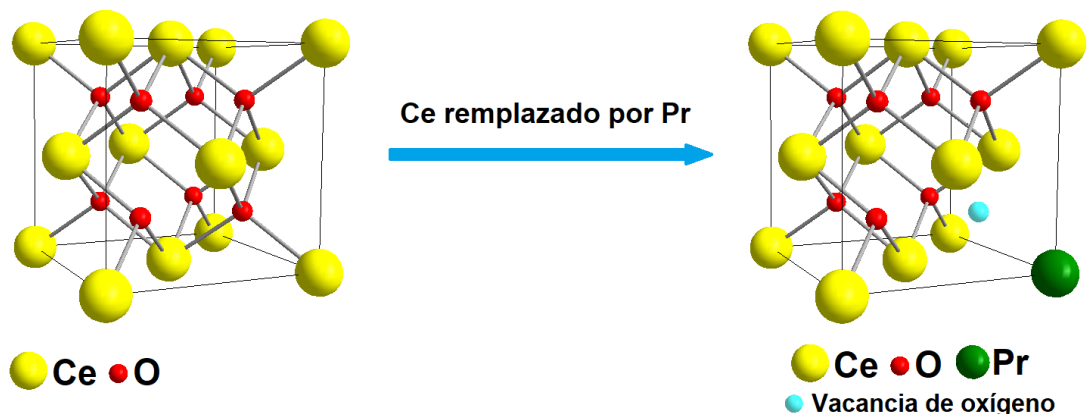 Ce remplazado por Pr
Ce O
Ce O Pr
Vacancia de oxígeno